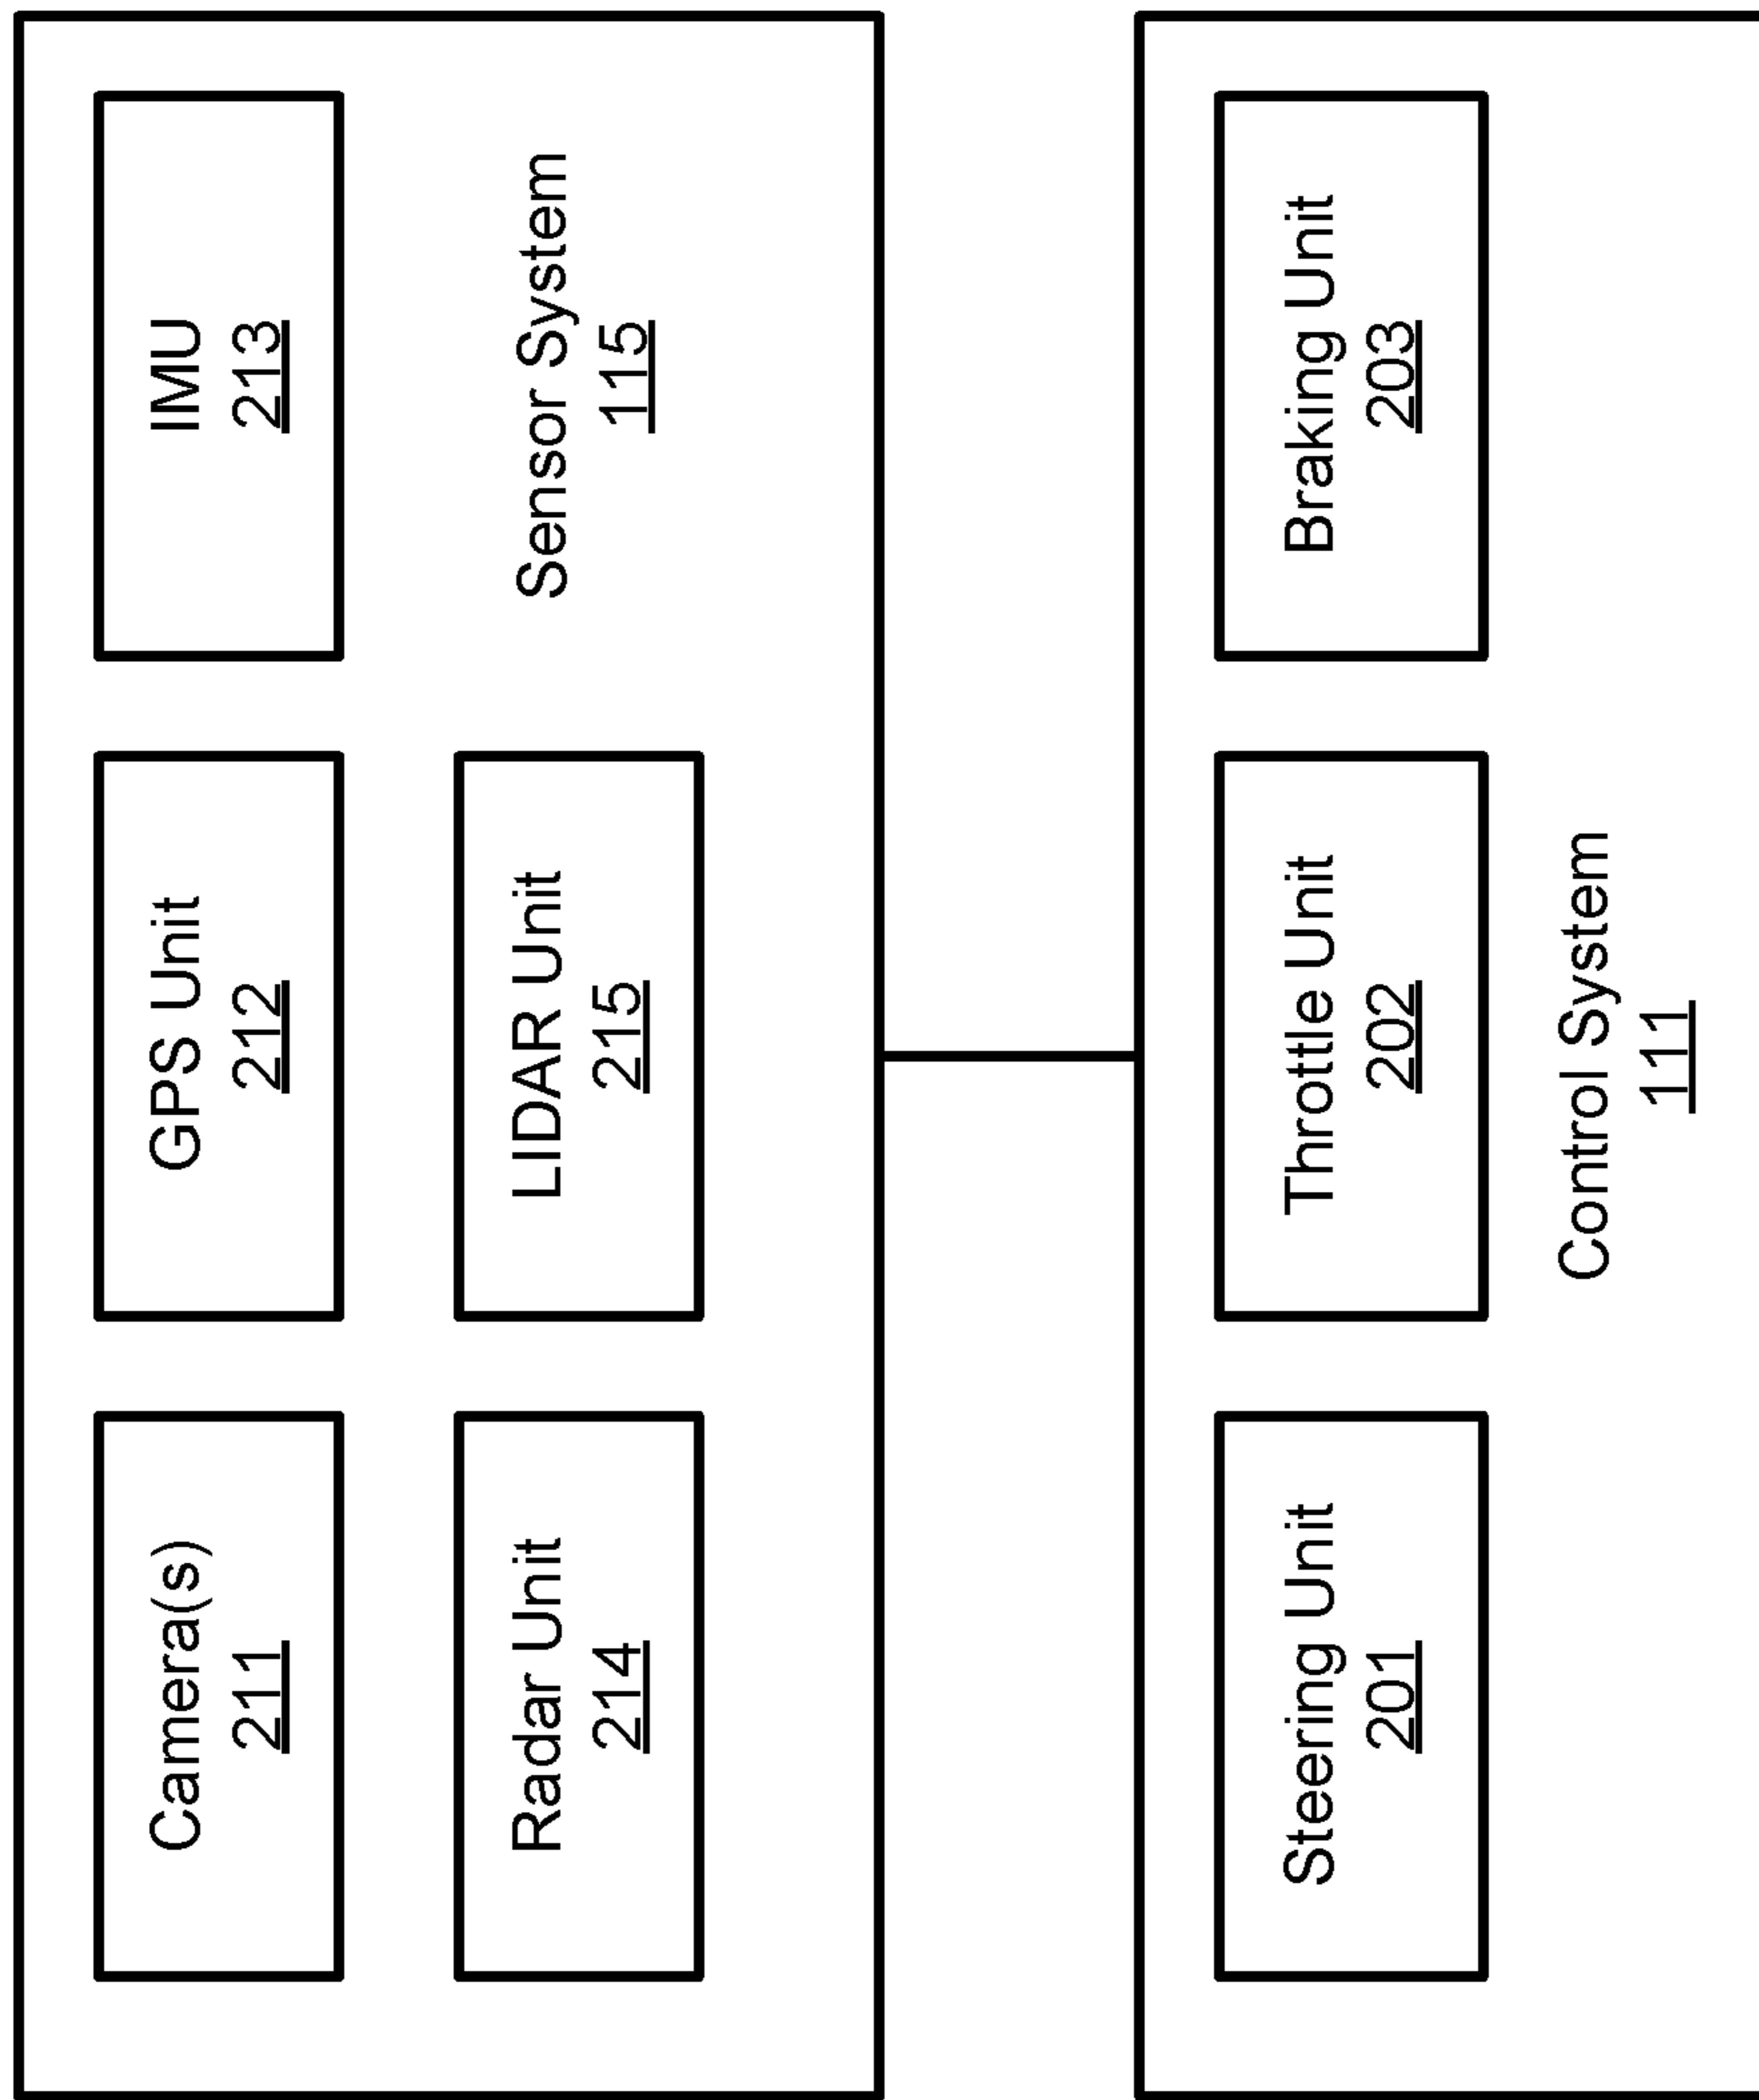 Camera(s)
211
GPS Unit
212
IMU
213
Radar Unit
214
LIDAR Unit
215
Sensor System
115
Steering Unit
201
Throttle Unit
202
Braking Unit
203
Control System
111